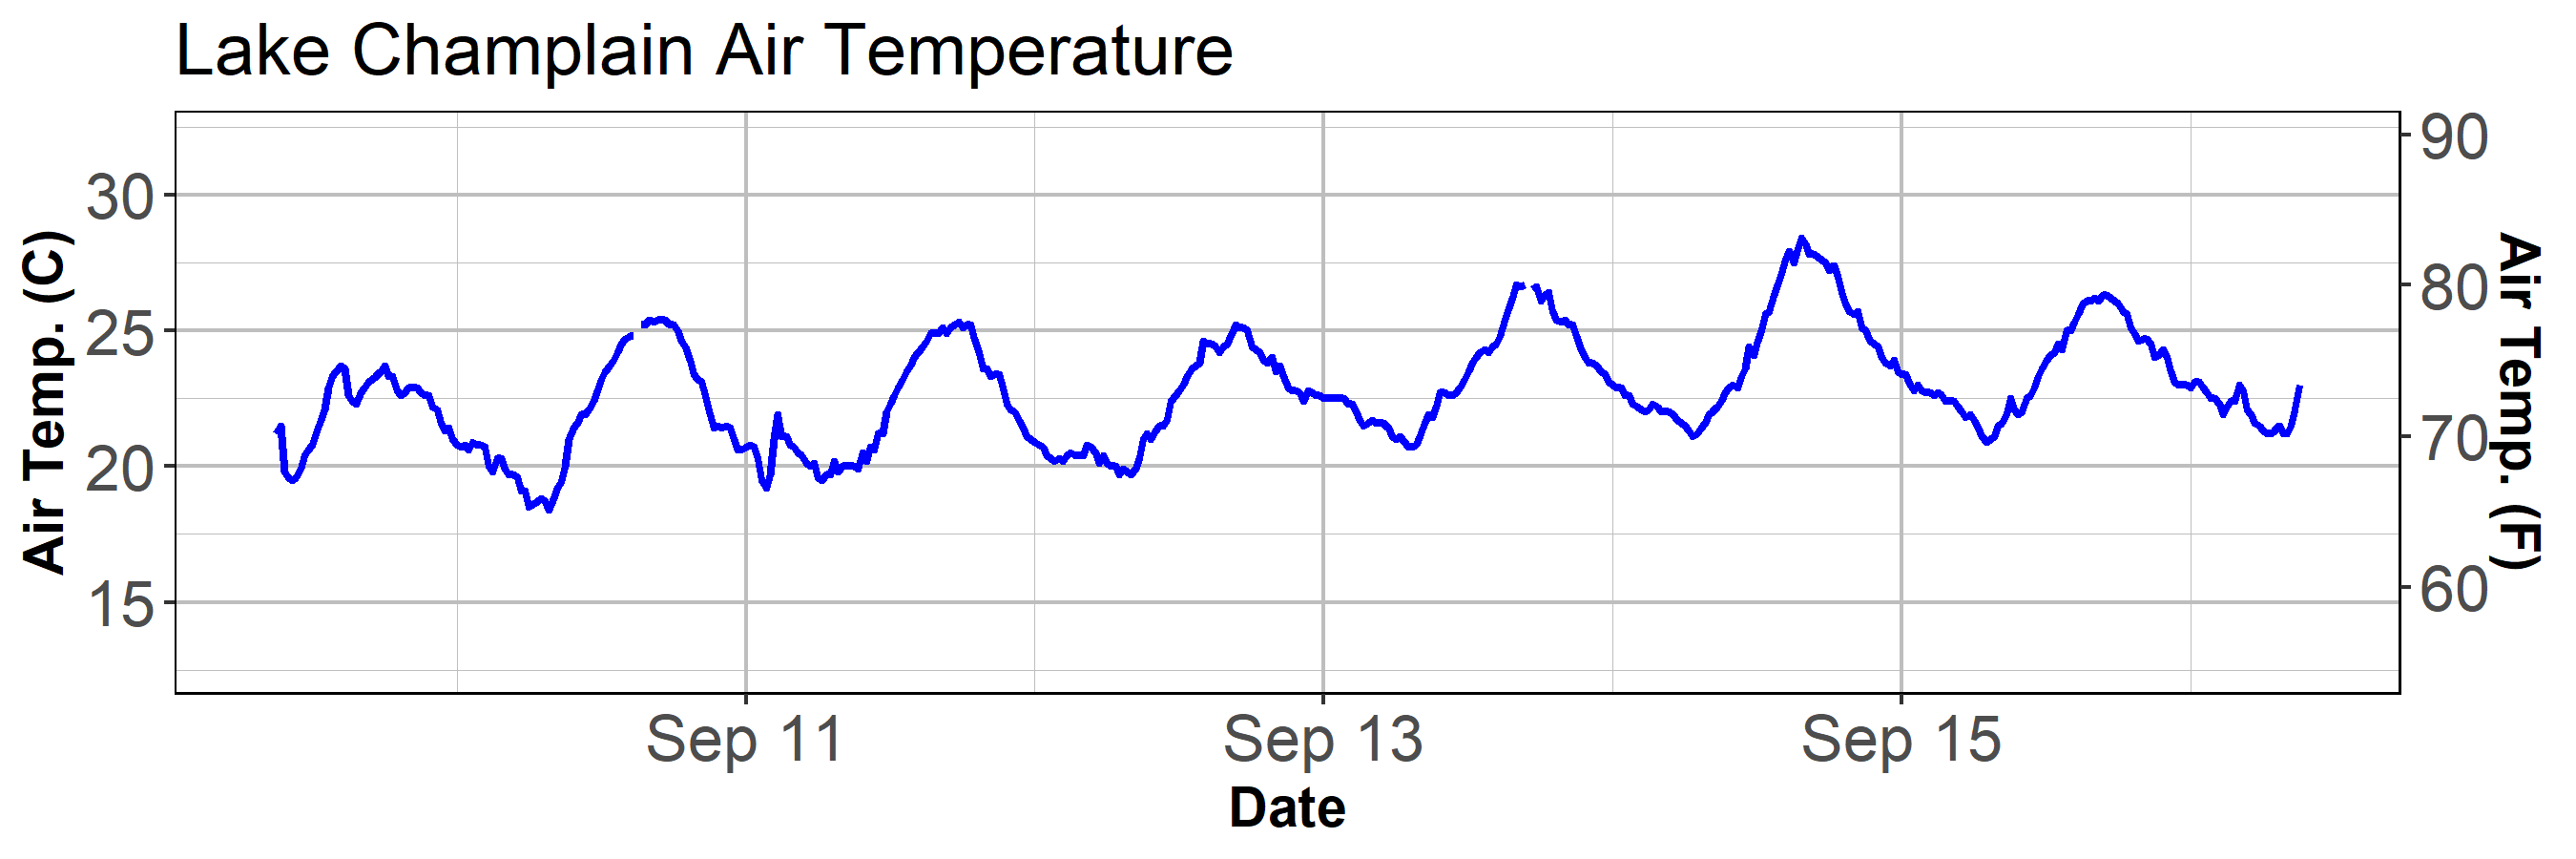 Lake Champlain Air Temperature
Air Temp. (C)
30
25
20
15
90
80
70
60
Air Temp. (F)
Sep 11
Sep 13
Sep 15
Date